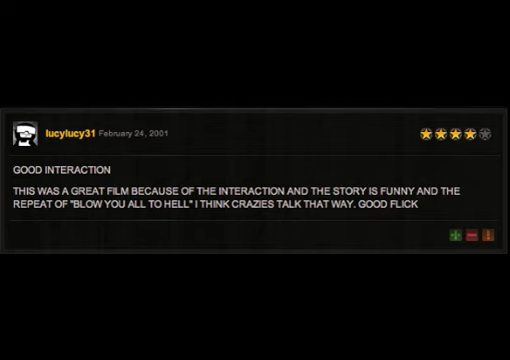 lucylucy31 February 24, 2001
GOOD INTERACTION
THIS WAS A GREAT FILM BECAUSE OF THE INTERACTION AND THE STORY IS FUNNY AND THE
REPEAT OF "BLOW YOU ALL TO HELL" I THINK CRAZIES TALK THAT WAY. GOOD FLICK